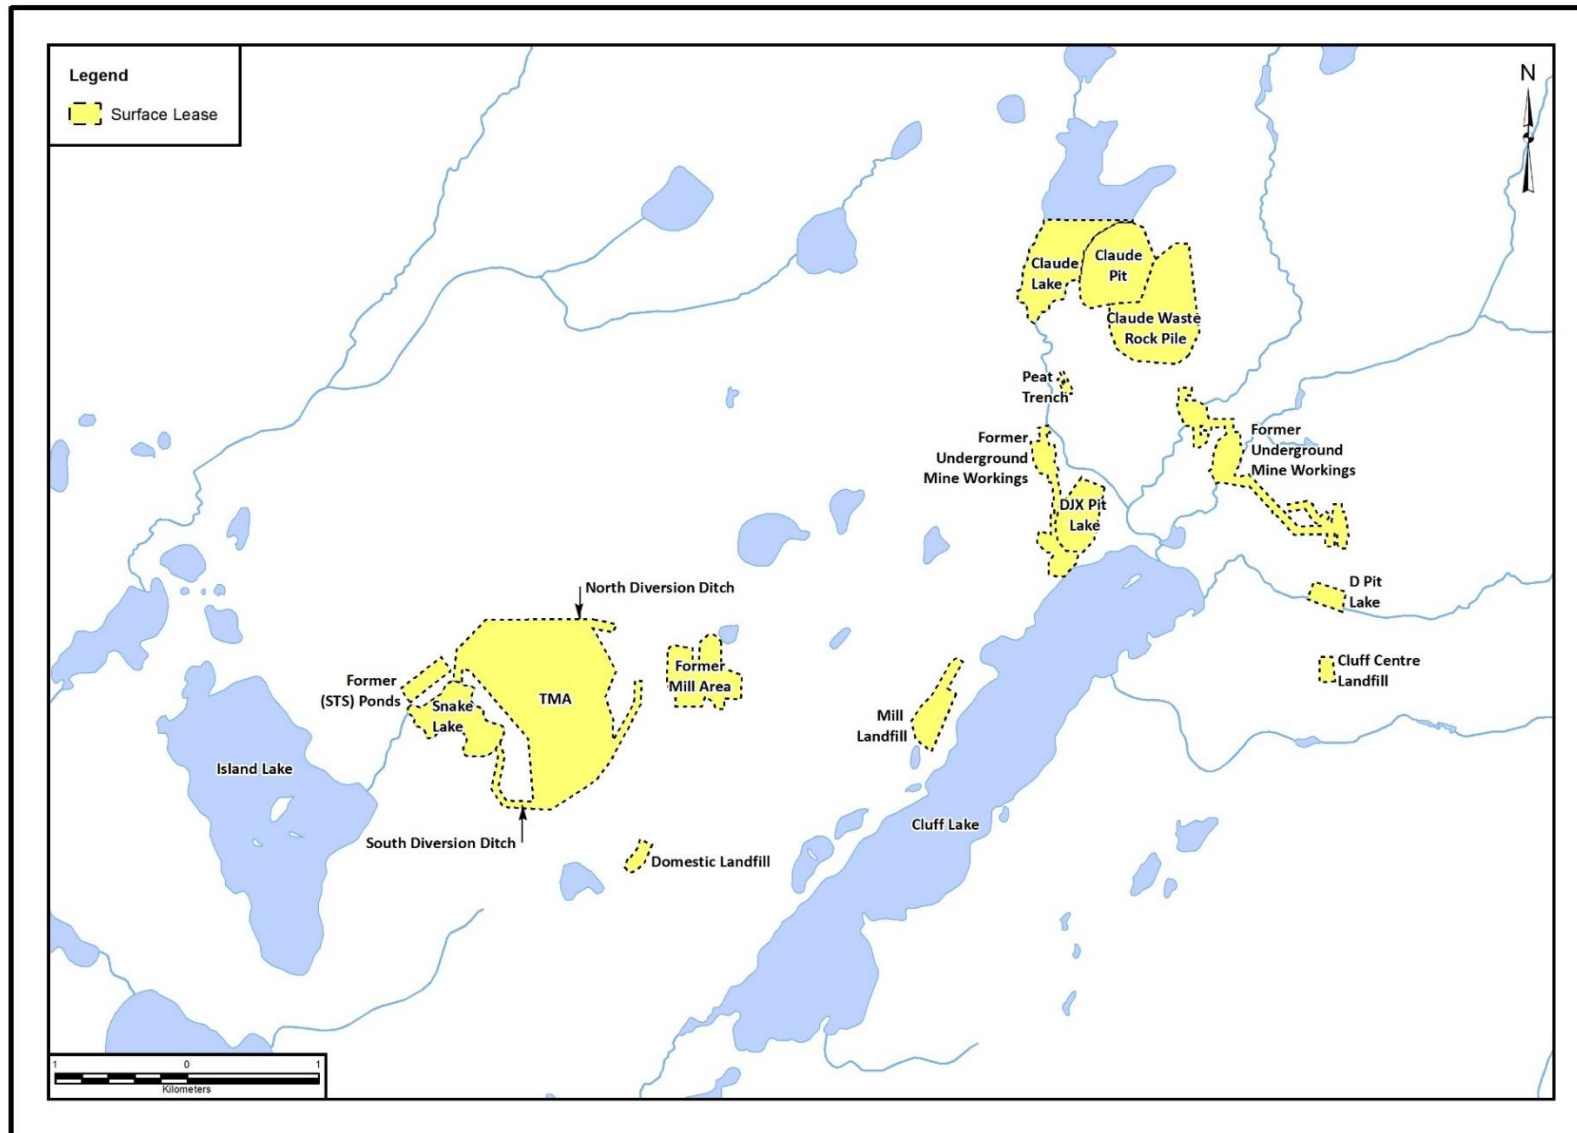 Legend
Surface Lease
N
Claude
Lake
Claude
Pit
Claude Waste
Rock Pile
Peat
Trench
Former
Underground
Mine Workings
Former
Underground
Mine Workings
DJX Pit
Lake
D Pit
Lake
North Diversion Ditch
Former
(STS) Ponds
Snake
Lake
TMA
Former
Mill Area
Cluff Centre
Landfill
Mill
Landfill
Island Lake
Cluff Lake
South Diversion Ditch
Domestic Landfill
1 0 1
Kilometers